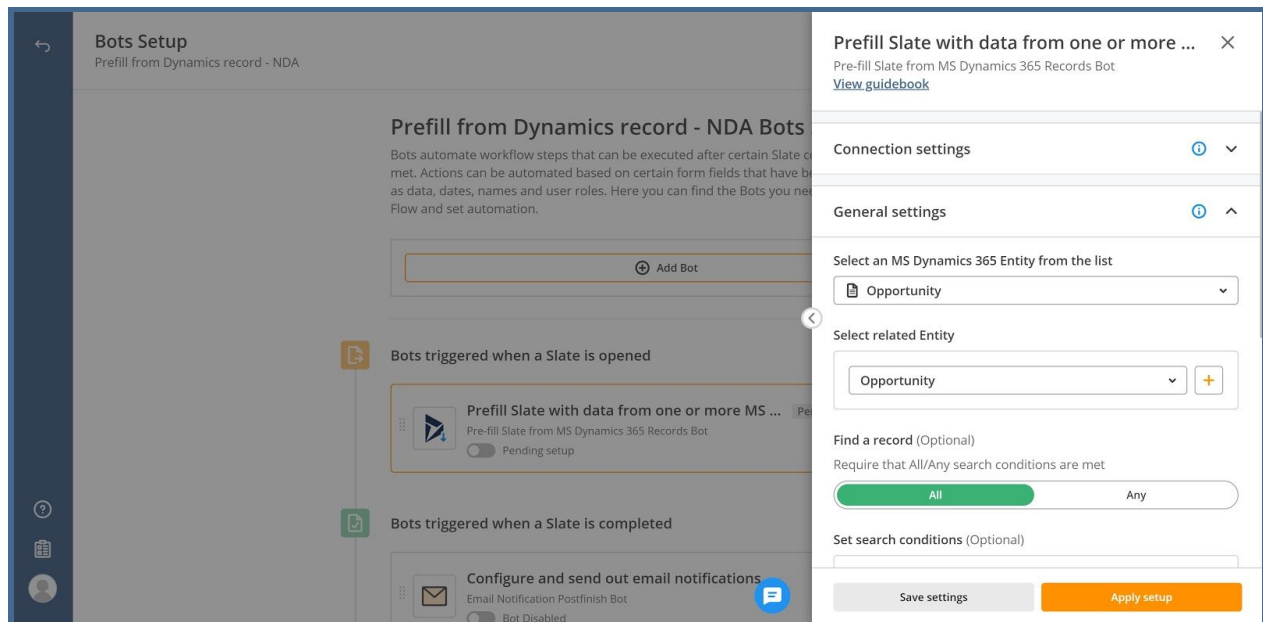 Bots Setup
Prefill from Dynamics record - NDA
Prefill from Dynamics record - NDA Bots
Bots automate workflow steps that can be executed after certain Slate
met. Actions can be automated based on certain form fields that have
as data, dates, names and user roles. Here you can find the Bots you
Flow and set automation.
Add Bot
Bots triggered when a Slate is opened
Prefill Slate with data from one or more MS ...
Pre-fill Slate from MS Dynamics 365 Records Bot
Pending setup
Bots triggered when a Slate is completed
Configure and send out email notifications
Email Notification Postfinish Bot
Bot Disabled
Prefill Slate with data from one or more ...
Pre-fill Slate from MS Dynamics 365 Records Bot
View guidebook
Connection settings
General settings
Select an MS Dynamics 365 Entity from the list
Opportunity
Select related Entity
Opportunity
Find a record (Optional)
Require that All/Any search conditions are met
All Any
Set search conditions (Optional)
Save settings Apply setup